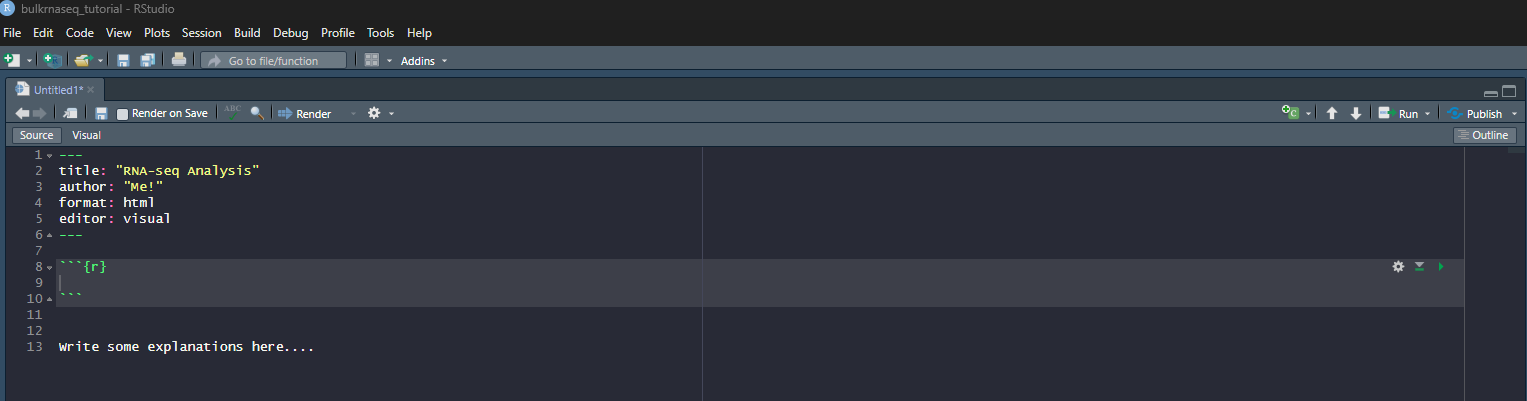 R bulkrnaseq_tutorial - RStudio
File Edit Code View Plots Session Build Debug Profile Tools Help
Go to file/function Addins
Untitled1*
Render on Save ABC Render Run Publish
Source Visual Outline
1 ---
2 title: "RNA-seq Analysis"
3 author: "Me!"
4 format: html
5 editor: visual
6 ---
7
8 ```{r}
9
10 ```
11
12
13 Write some explanations here....